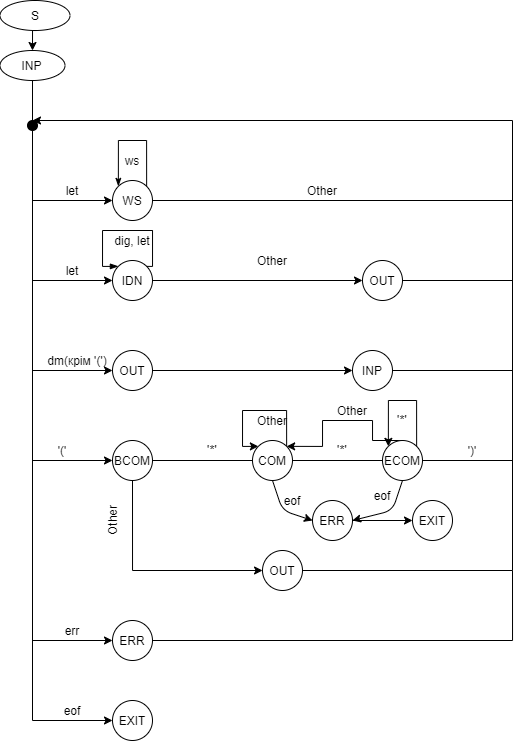 S
INP
ws
let
WS
Other
dig, let
let
IDN
Other
OUT
dm(крім '(')
OUT
INP
'('
BCOM
'*'
Other
COM
'*'
Other
'*'
ECOM
')'
eof
eof
ERR
EXIT
Other
OUT
err
ERR
eof
EXIT